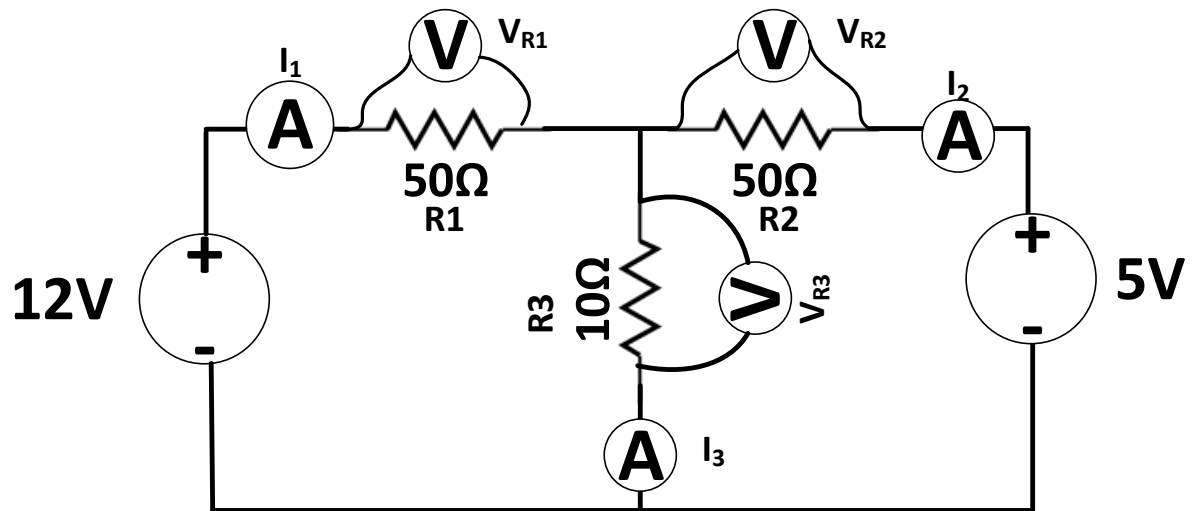 V
V_R1
V
V_R2
I_1
A
I_2
A
50Ω
R1
50Ω
R2
12V
+
-
R3
10Ω
V
V_R3
+
-
5V
A
I_3